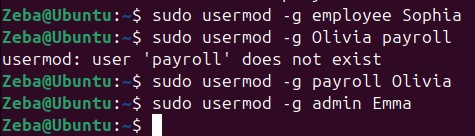 Zeba@Ubuntu:~$ sudo usermod -g employee Sophia
Zeba@Ubuntu:~$ sudo usermod -g Olivia payroll
usermod: user 'payroll' does not exist
Zeba@Ubuntu:~$ sudo usermod -g payroll Olivia
Zeba@Ubuntu:~$ sudo usermod -g admin Emma
Zeba@Ubuntu:~$